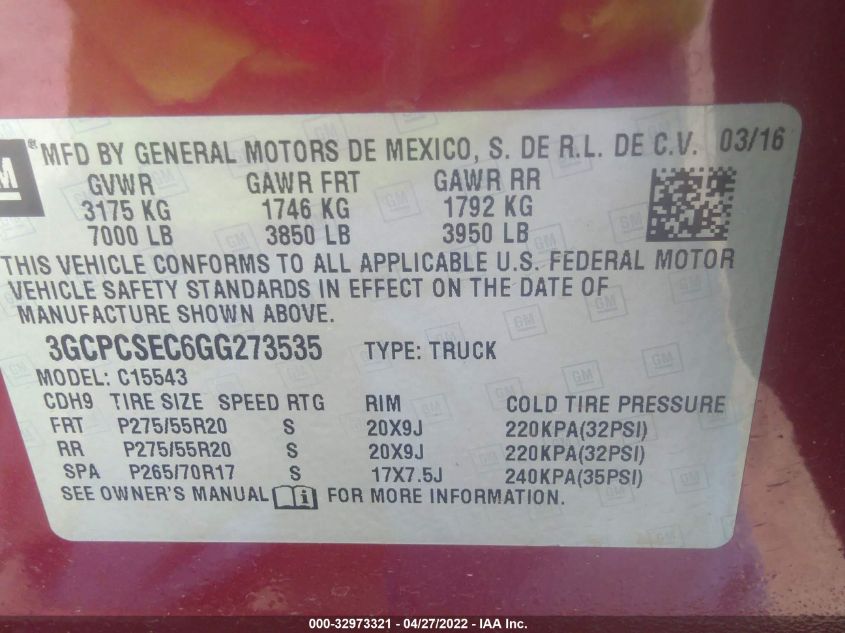 GM ® MFD BY GENERAL MOTORS DE MEXICO, S. DE R.L. DE C.V. 03/16
GVWR GAWR FRT GAWR RR
3175 KG 1746 KG 1792 KG
7000 LB 3850 LB 3950 LB
THIS VEHICLE CONFORMS TO ALL APPLICABLE U.S. FEDERAL MOTOR
VEHICLE SAFETY STANDARDS IN EFFECT ON THE DATE OF
MANUFACTURE SHOWN ABOVE.
3GCPCSEC6GG273535 TYPE: TRUCK
MODEL: C15543
CDH9 TIRE SIZE SPEED RTG RIM COLD TIRE PRESSURE
FRT P275/55R20 S 20X9J 220KPA(32PSI)
RR P275/55R20 S 20X9J 220KPA(32PSI)
SPA P265/70R17 S 17X7.5J 240KPA(35PSI)
SEE OWNER'S MANUAL FOR MORE INFORMATION.
000-32973321 - 04/27/2022 - IAA Inc.